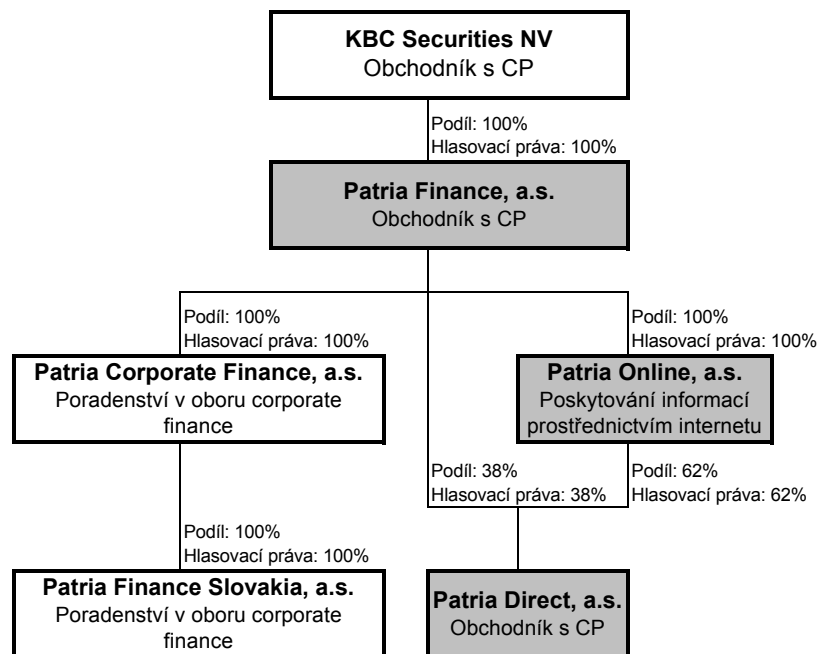 KBC Securities NV
Obchodník s CP
Podíl: 100%
Hlasovací práva: 100%
Patria Finance, a.s.
Obchodník s CP
Podíl: 100%
Hlasovací práva: 100%
Podíl: 100%
Hlasovací práva: 100%
Patria Corporate Finance, a.s.
Poradenství v oboru corporate
finance
Patria Online, a.s.
Poskytování informací
prostřednictvím internetu
Podíl: 38%
Hlasovací práva: 38%
Podíl: 62%
Hlasovací práva: 62%
Podíl: 100%
Hlasovací práva: 100%
Patria Finance Slovakia, a.s.
Poradenství v oboru corporate
finance
Patria Direct, a.s.
Obchodník s CP